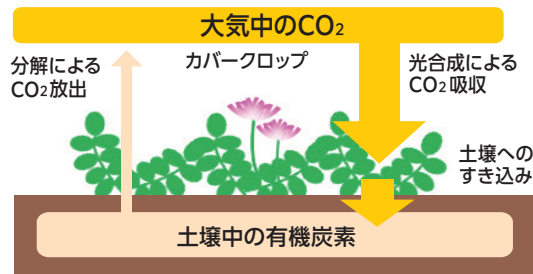 大気中のCO₂
分解による
CO₂放出
カバークロップ
光合成による
CO₂吸収
土壌への
すき込み
土壌中の有機炭素